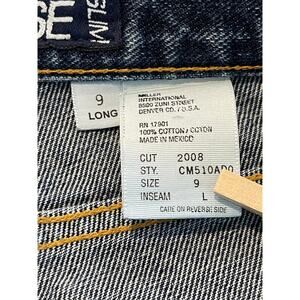 SE
SLIM
9
LONG
MILLER
INTERNATIONAL
8500 ZUNI STREET
DENVER CO. / U.S.A.
RN 17901
100% COTTON / COTON
MADE IN MEXICO
CUT 2008
STY. CM510AD0
SIZE 9
INSEAM L
CARE ON REVERSE SIDE